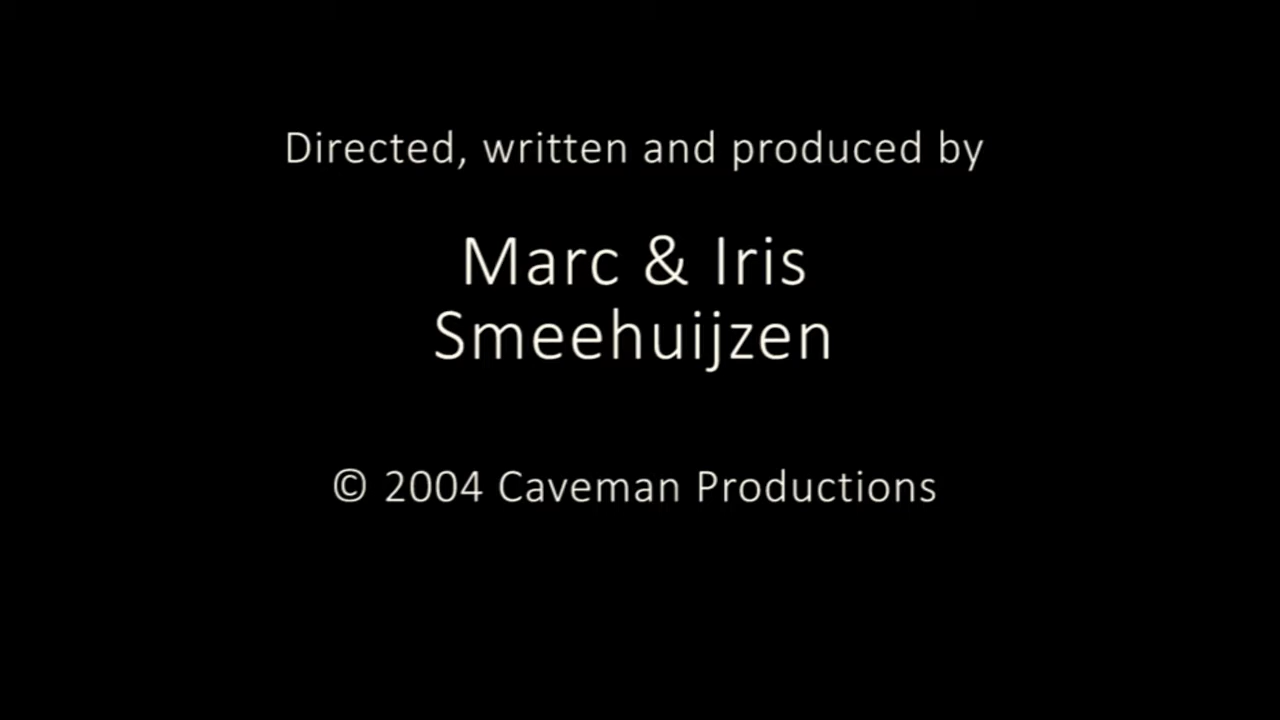 Directed, written and produced by
Marc & Iris
Smeehuijzen
© 2004 Caveman Productions